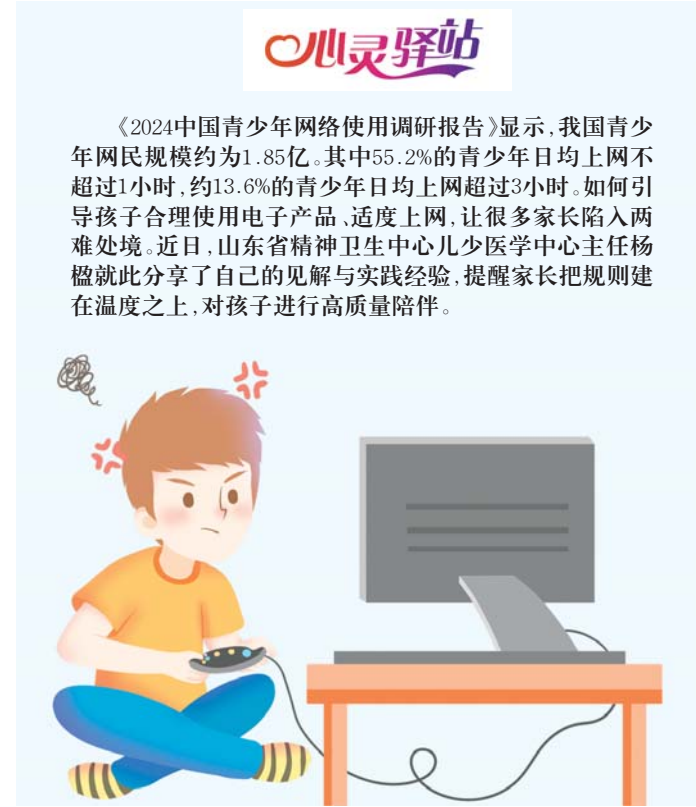 心灵驿站
《2024中国青少年网络使用调研报告》显示,我国青少
年网民规模约为1.85亿。其中55.2%的青少年日均上网不
超过1小时,约13.6%的青少年日均上网超过3小时。如何引
导孩子合理使用电子产品、适度上网,让很多家长陷入两
难处境。近日,山东省精神卫生中心儿少医学中心主任杨
楹就此分享了自己的见解与实践经验,提醒家长把规则建
在温度之上,对孩子进行高质量陪伴。